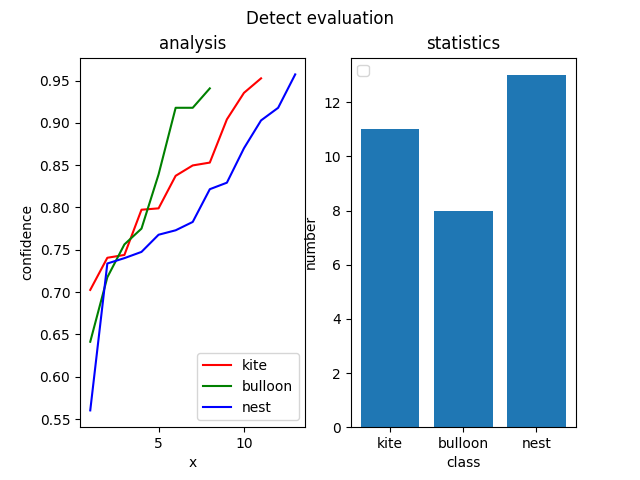 Detect evaluation
analysis
statistics
confidence
0.95
0.90
0.85
0.80
0.75
0.70
0.65
0.60
0.55
kite
bulloon
nest
5
10
x
number
12
10
8
6
4
2
0
kite
bulloon
nest
class